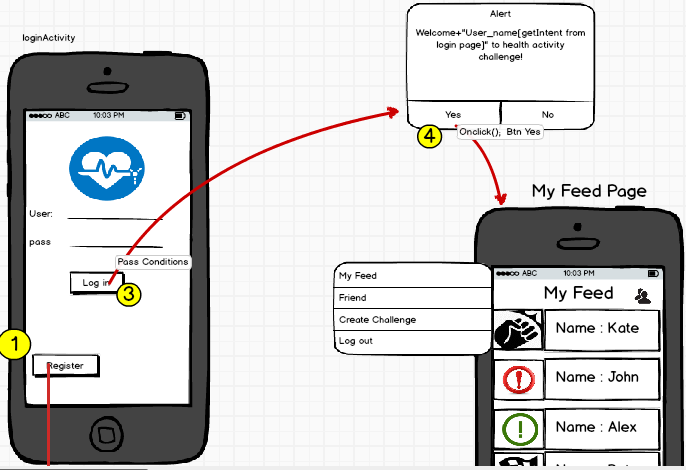 loginActivity
ABC 10:03 PM
User:
pass
Pass Conditions
Log in
3
1
Register
Alert
Welcome+"User_name[getIntent from
login page]" to health activity
challenge!
Yes No
4
Onclick(); Btn Yes
My Feed Page
My Feed
Friend
Create Challenge
Log out
ABC 10:03 PM
My Feed
Name : Kate
Name : John
Name : Alex